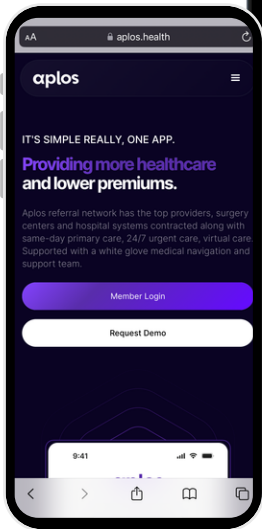 AA aplos.health
aplos
IT'S SIMPLE REALLY, ONE APP.
Providing more healthcare
and lower premiums.
Aplos referral network has the top providers, surgery
centers and hospital systems contracted along with
same-day primary care, 24/7 urgent care, virtual care.
Supported with a white glove medical navigation and
support team.
Member Login
Request Demo
9:41